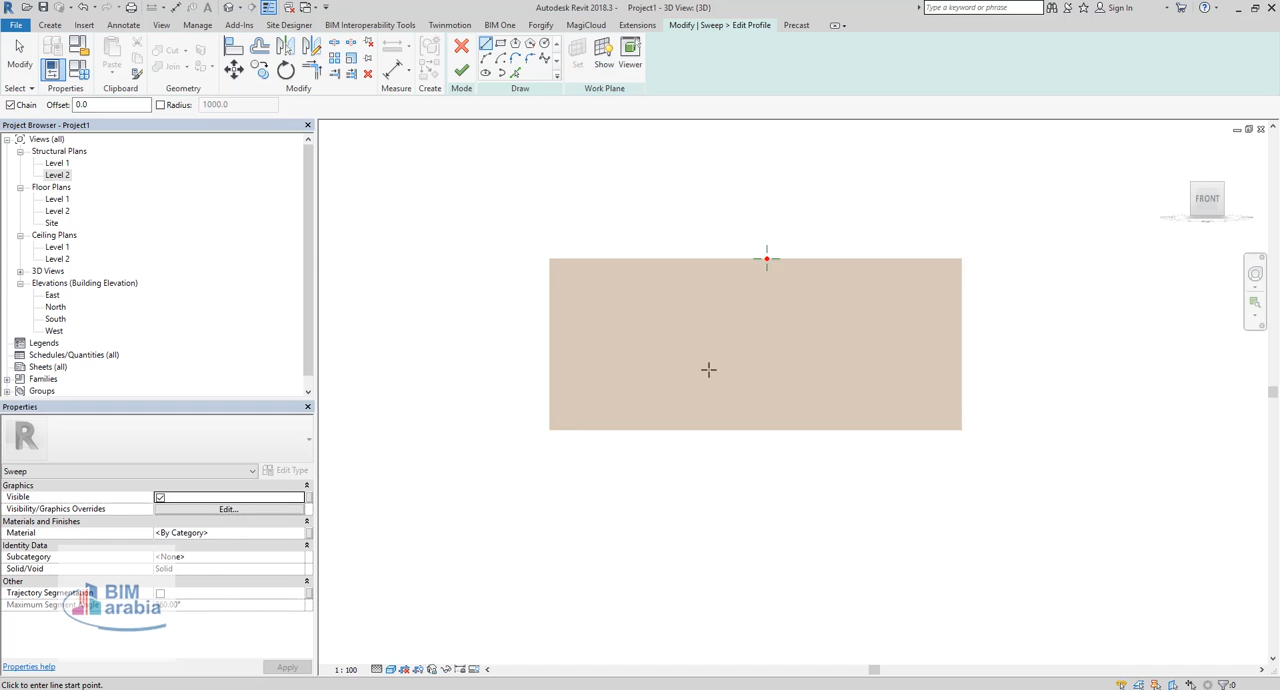 Autodesk Revit 2018.3 - Project1 - 3D View: {3D}
Type a keyword or phrase
Sign In
File
Create
Insert
Annotate
View
Manage
Add-Ins
Site Designer
BIM Interoperability Tools
Twinmotion
BIM One
Forgify
MagiCloud
Extensions
Modify | Sweep > Edit Profile
Precast
Modify
Paste
Cut
Join
Set
Show
Viewer
Select
Properties
Clipboard
Geometry
Modify
Measure
Create
Mode
Draw
Work Plane
Chain
Offset: 0.0
Radius: 1000.0
Project Browser - Project1
Views (all)
Structural Plans
Level 1
Level 2
Floor Plans
Level 1
Level 2
Site
Ceiling Plans
Level 1
Level 2
3D Views
Elevations (Building Elevation)
East
North
South
West
Legends
Schedules/Quantities (all)
Sheets (all)
Families
Groups
FRONT
Properties
Sweep
Edit Type
Graphics
Visible
Visibility/Graphics Overrides
Edit...
Materials and Finishes
Material
<By Category>
Identity Data
Subcategory
<None>
Solid/Void
Solid
Other
Trajectory Segmentation
BIM
arabia
Properties help
Apply
1 : 100
Click to enter line start point.
:0